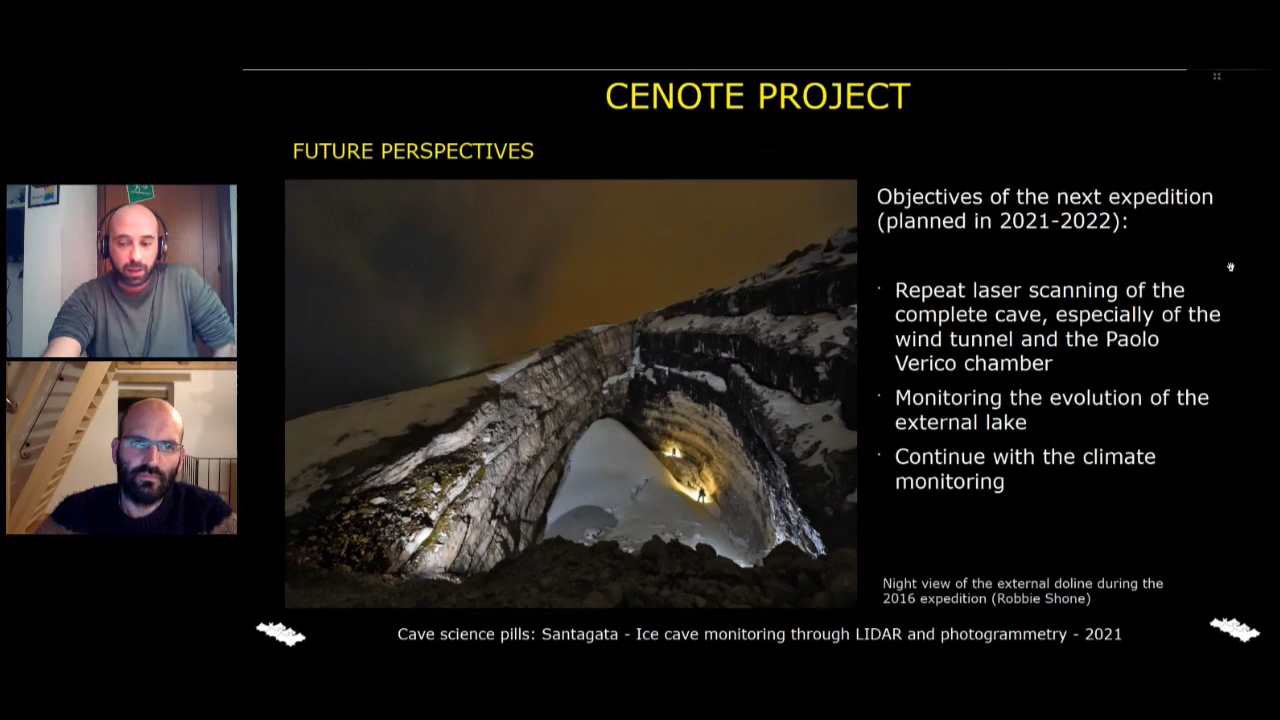 CENOTE PROJECT
FUTURE PERSPECTIVES
Objectives of the next expedition
(planned in 2021-2022):
· Repeat laser scanning of the
complete cave, especially of the
wind tunnel and the Paolo
Verico chamber
· Monitoring the evolution of the
external lake
· Continue with the climate
monitoring
Night view of the external doline during the
2016 expedition (Robbie Shone)
Cave science pills: Santagata - Ice cave monitoring through LIDAR and photogrammetry - 2021